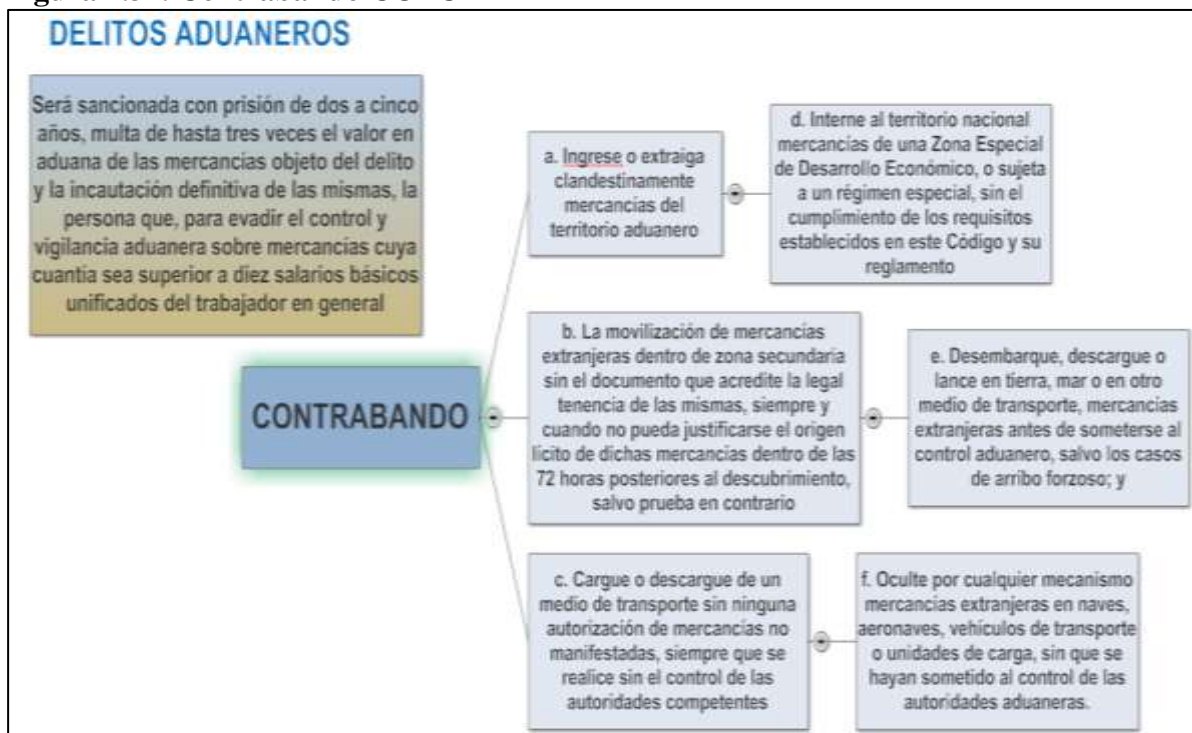 DELITOS ADUANEROS
Será sancionada con prisión de dos a cinco
años, multa de hasta tres veces el valor en
aduana de las mercancías objeto del delito
y la incautación definitiva de las mismas, la
persona que, para evadir el control y
vigilancia aduanera sobre mercancías cuya
cuantía sea superior a diez salarios básicos
unificados del trabajador en general
CONTRABANDO
a. Ingrese o extraiga
clandestinamente
mercancías del
territorio aduanero
d. Interne al territorio nacional
mercancías de una Zona Especial
de Desarrollo Económico, o sujeta
a un régimen especial, sin el
cumplimiento de los requisitos
establecidos en este Código y su
reglamento
b. La movilización de mercancías
extranjeras dentro de zona secundaria
sin el documento que acredite la legal
tenencia de las mismas, siempre y
cuando no pueda justificarse el origen
lícito de dichas mercancías dentro de las
72 horas posteriores al descubrimiento,
salvo prueba en contrario
e. Desembarque, descargue o
lance en tierra, mar o en otro
medio de transporte, mercancías
extranjeras antes de someterse al
control aduanero, salvo los casos
de arribo forzoso; y
c. Cargue o descargue de un
medio de transporte sin ninguna
autorización de mercancías no
manifestadas, siempre que se
realice sin el control de las
autoridades competentes
f. Oculte por cualquier mecanismo
mercancías extranjeras en naves,
aeronaves, vehículos de transporte
o unidades de carga, sin que se
hayan sometido al control de las
autoridades aduaneras.